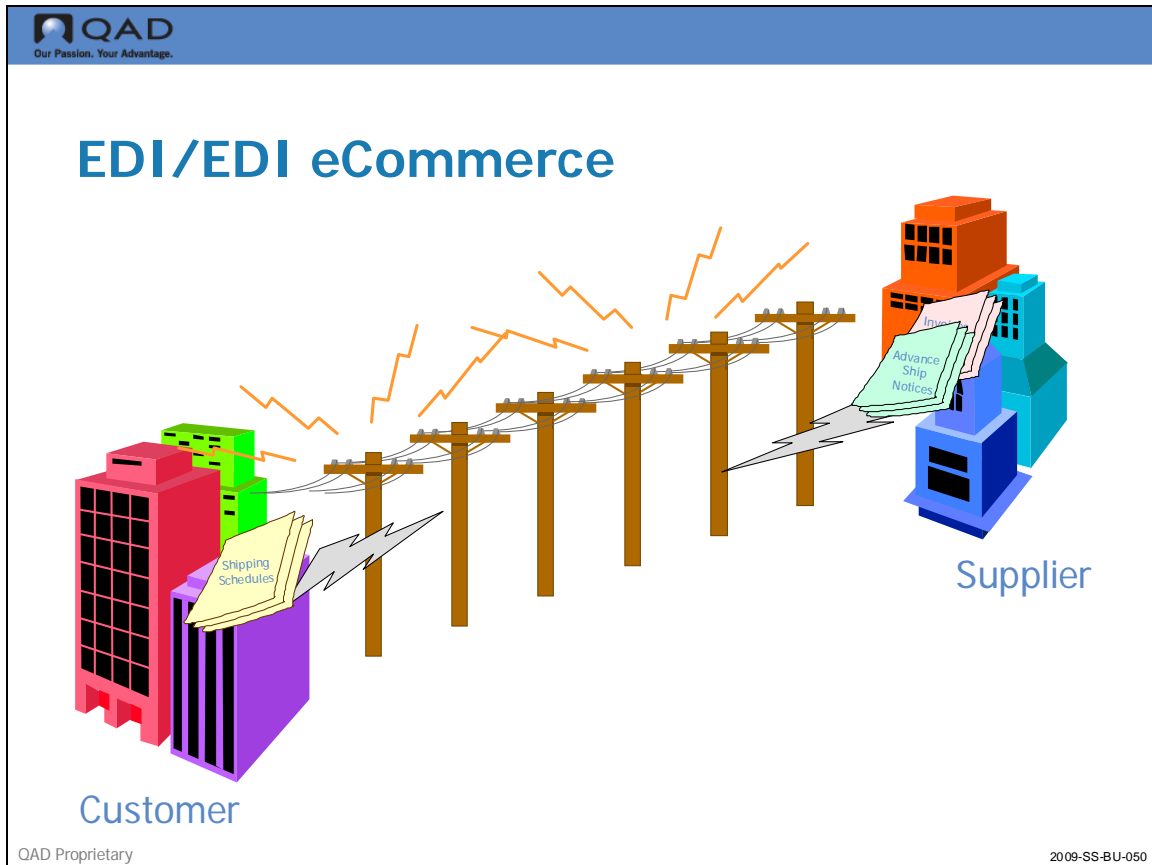 QAD
Our Passion. Your Advantage.
EDI/EDI eCommerce
Advance
Ship
Notices
Shipping
Schedules
Supplier
Customer
QAD Proprietary
2009-SS-BU-050